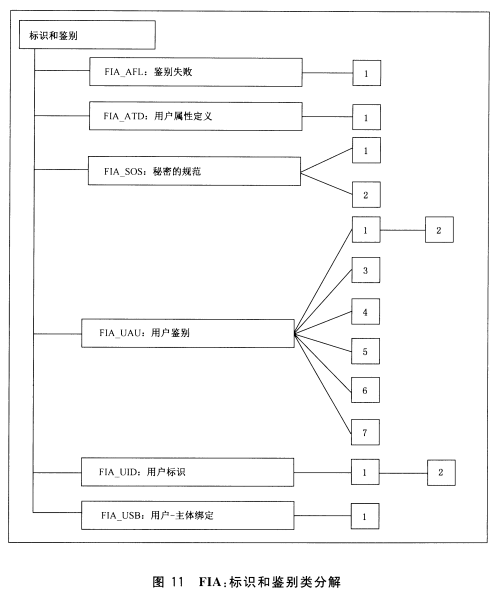 标识和鉴别
FIA_AFL：鉴别失败 1
FIA_ATD：用户属性定义 1
1
FIA_SOS：秘密的规范
2
1 2
3
4
FIA_UAU：用户鉴别
5
6
7
FIA_UID：用户标识 1 2
FIA_USB：用户-主体绑定 1
图 11 FIA：标识和鉴别类分解